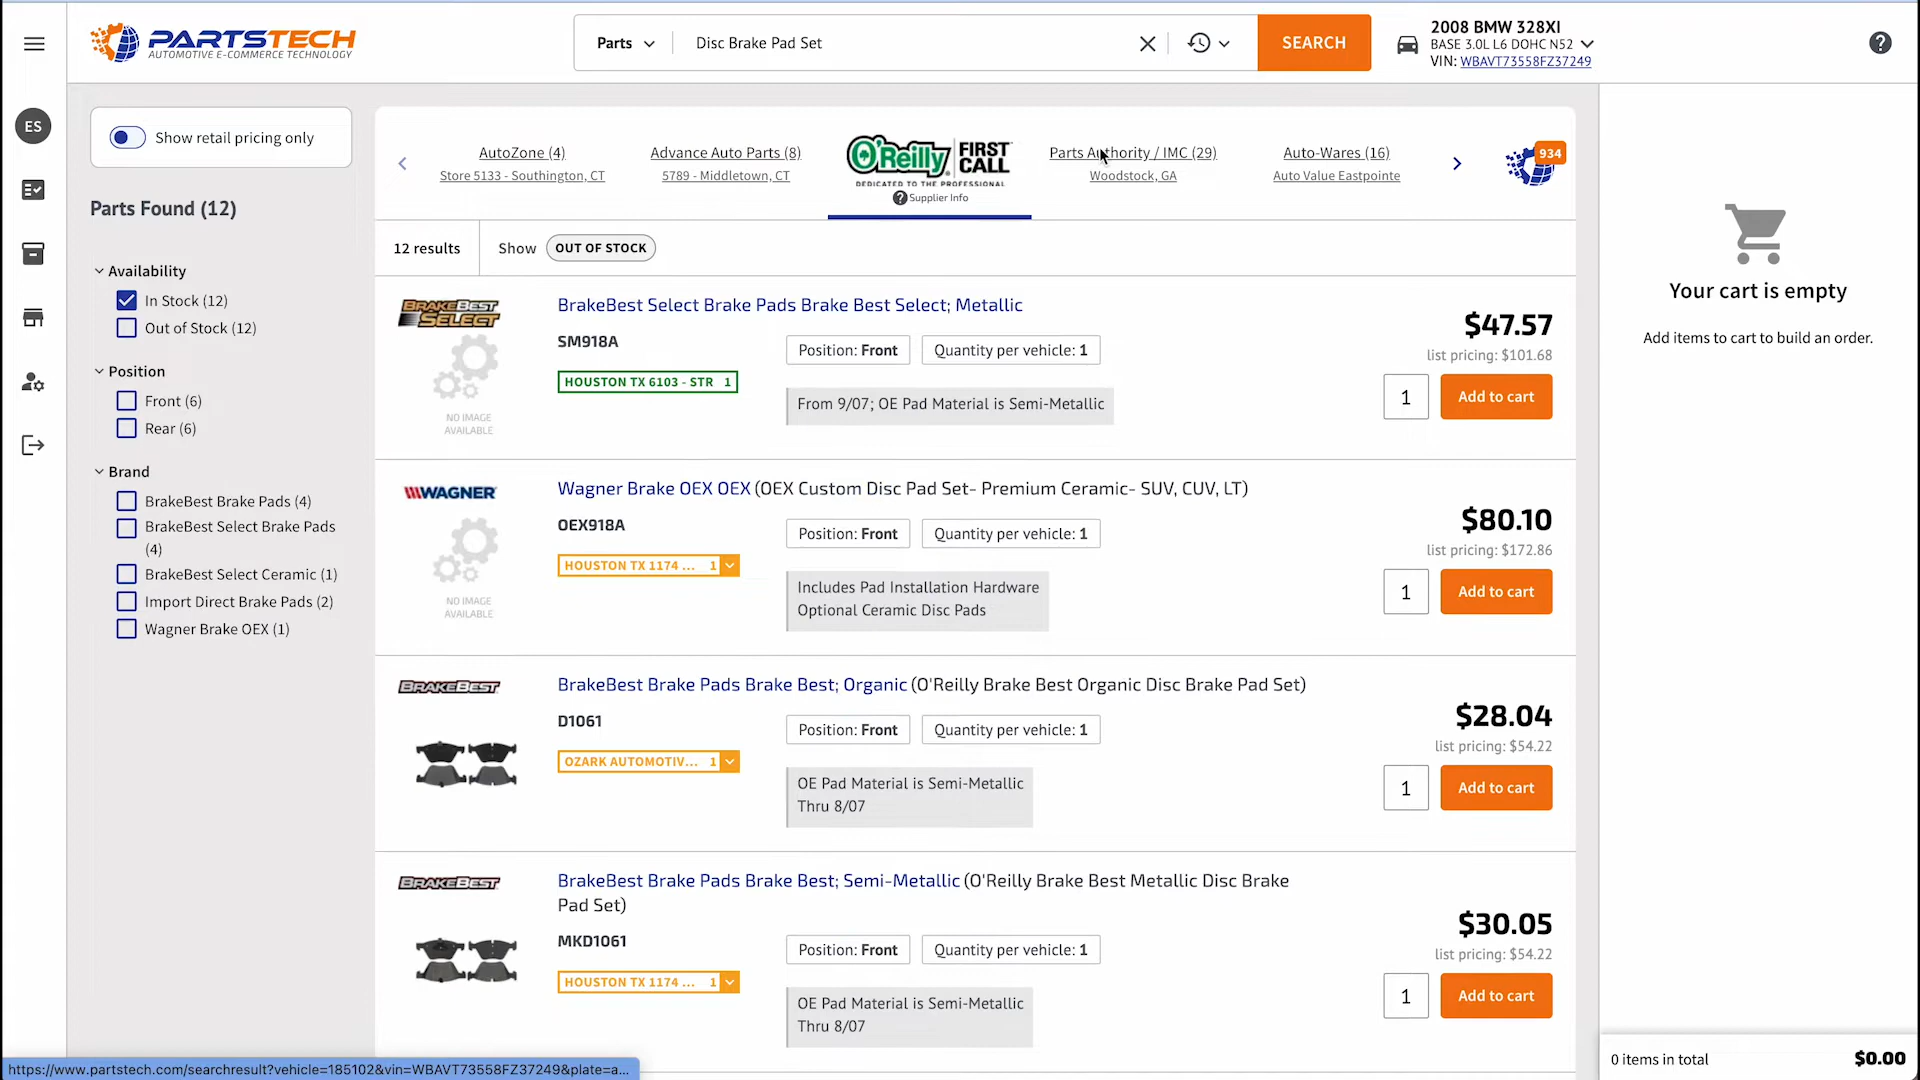 PARTSTECH
AUTOMOTIVE E-COMMERCE TECHNOLOGY
Parts
Disc Brake Pad Set
SEARCH
2008 BMW 328XI
BASE 3.0L L6 DOHC N52
VIN: WBAVT73558FZ37249
ES
Show retail pricing only
Parts Found (12)
Availability
In Stock (12)
Out of Stock (12)
Position
Front (6)
Rear (6)
Brand
BrakeBest Brake Pads (4)
BrakeBest Select Brake Pads
(4)
BrakeBest Select Ceramic (1)
Import Direct Brake Pads (2)
Wagner Brake OEX (1)
AutoZone (4)
Store 5133 - Southington, CT
Advance Auto Parts (8)
5789 - Middletown, CT
O'Reilly FIRST CALL
DEDICATED TO THE PROFESSIONAL
Supplier Info
Parts Authority / IMC (29)
Woodstock, GA
Auto-Wares (16)
Auto Value Eastpointe
934
12 results
Show OUT OF STOCK
BRAKEBEST
SELECT
NO IMAGE
AVAILABLE
BrakeBest Select Brake Pads Brake Best Select; Metallic
SM918A
HOUSTON TX 6103 - STR 1
Position: Front
Quantity per vehicle: 1
From 9/07; OE Pad Material is Semi-Metallic
$47.57
list pricing: $101.68
1
Add to cart
WAGNER
NO IMAGE
AVAILABLE
Wagner Brake OEX OEX (OEX Custom Disc Pad Set- Premium Ceramic- SUV, CUV, LT)
OEX918A
HOUSTON TX 1174 ... 1
Position: Front
Quantity per vehicle: 1
Includes Pad Installation Hardware
Optional Ceramic Disc Pads
$80.10
list pricing: $172.86
1
Add to cart
BRAKEBEST
BrakeBest Brake Pads Brake Best; Organic (O'Reilly Brake Best Organic Disc Brake Pad Set)
D1061
OZARK AUTOMOTIV... 1
Position: Front
Quantity per vehicle: 1
OE Pad Material is Semi-Metallic
Thru 8/07
$28.04
list pricing: $54.22
1
Add to cart
BRAKEBEST
BrakeBest Brake Pads Brake Best; Semi-Metallic (O'Reilly Brake Best Metallic Disc Brake
Pad Set)
MKD1061
HOUSTON TX 1174 ... 1
Position: Front
Quantity per vehicle: 1
OE Pad Material is Semi-Metallic
Thru 8/07
$30.05
list pricing: $54.22
1
Add to cart
Your cart is empty
Add items to cart to build an order.
0 items in total
$0.00
https://www.partstech.com/searchresult?vehicle=185102&vin=WBAVT73558FZ37249&plate=a...